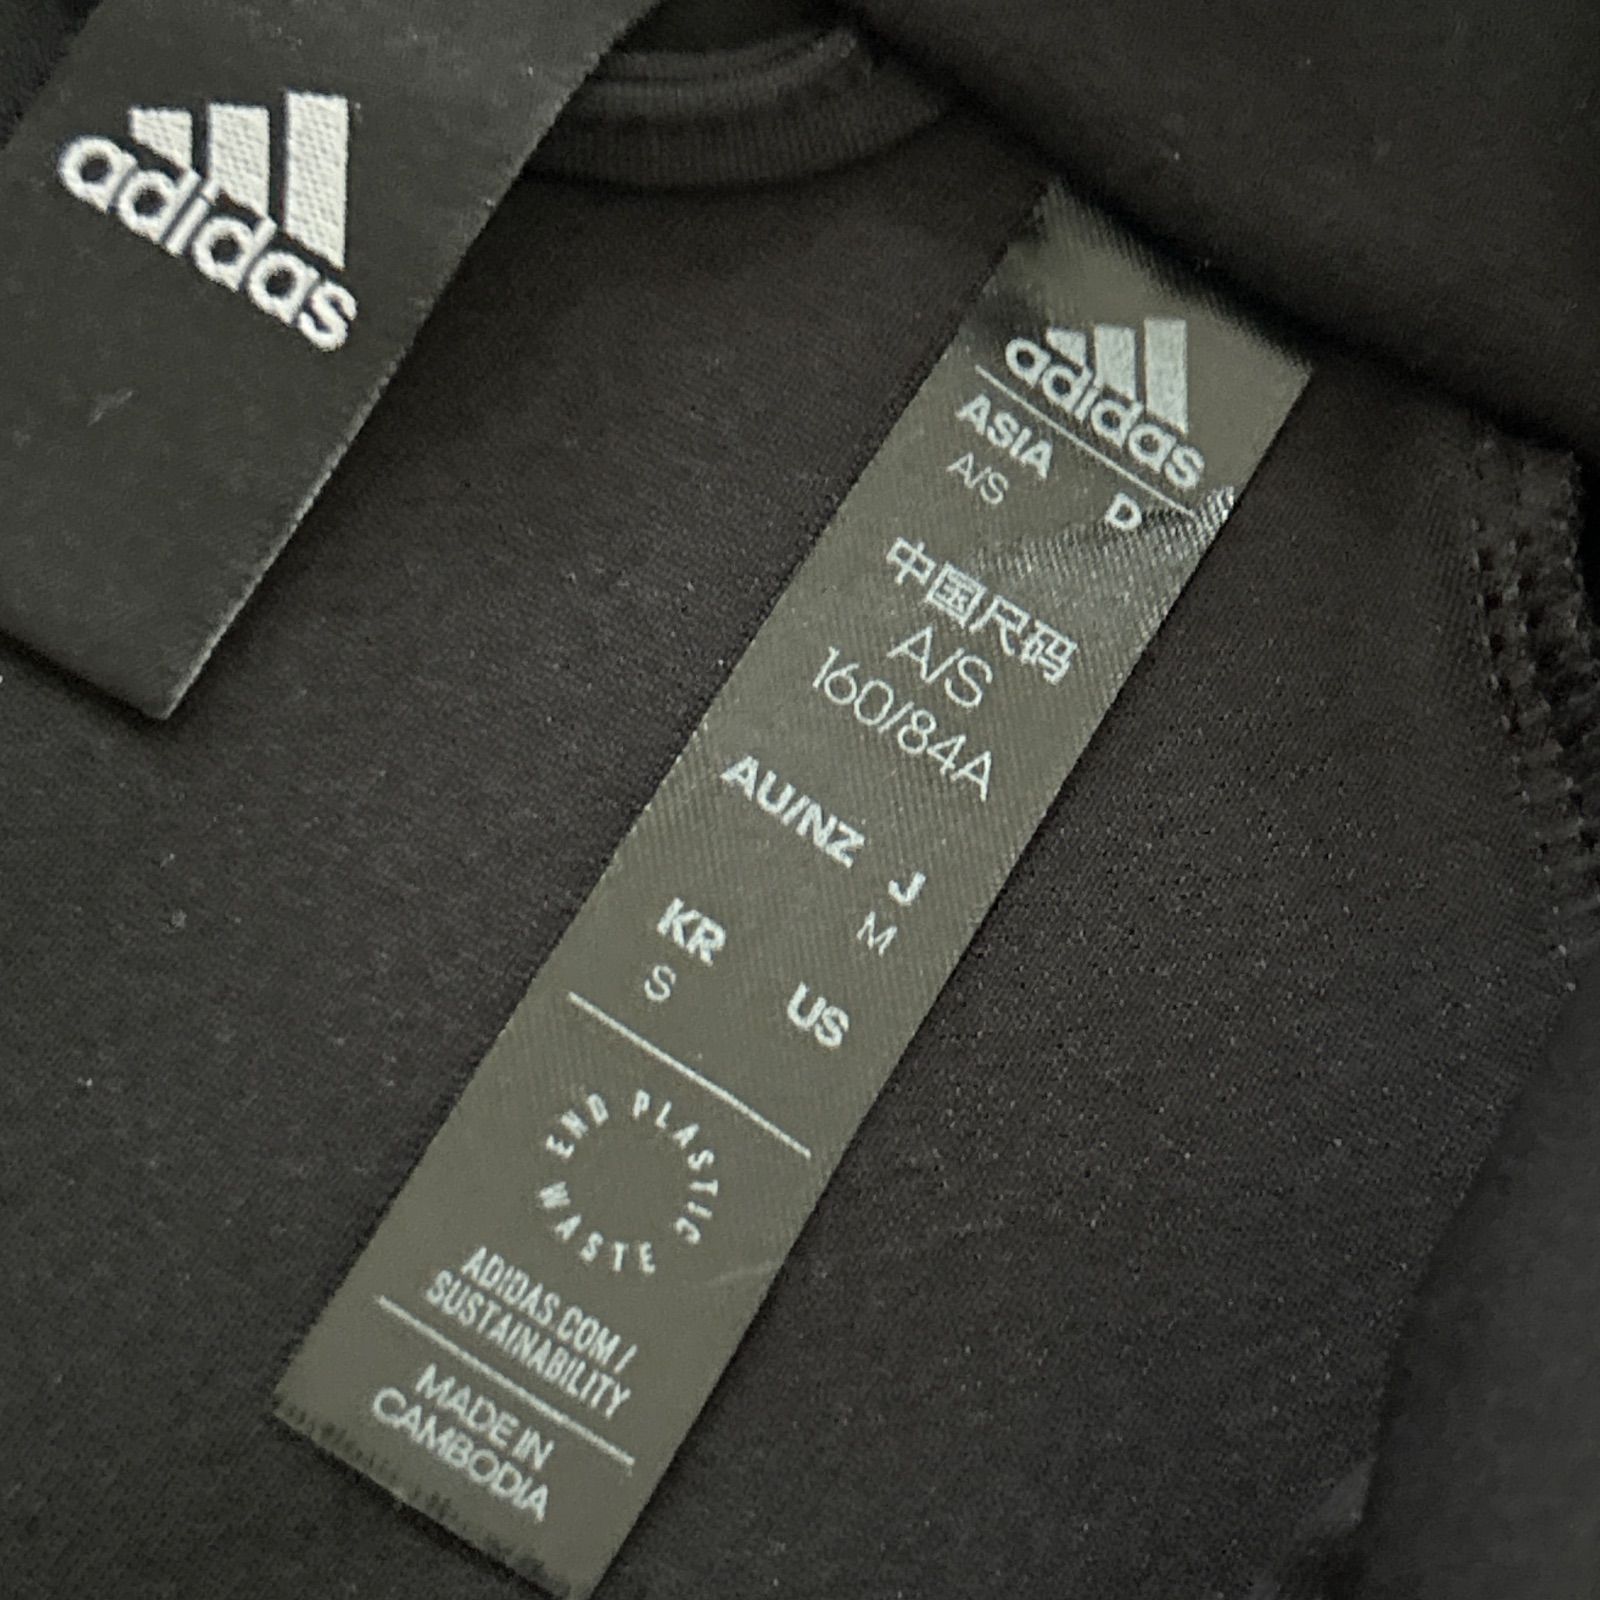 adidas
adidas
ASIA D
A/S
中国尺码
A/S
160/84A
AU/NZ J
M
KR US
S
END PLASTIC WASTE
ADIDAS.COM/
SUSTAINABILITY
MADE IN
CAMBODIA